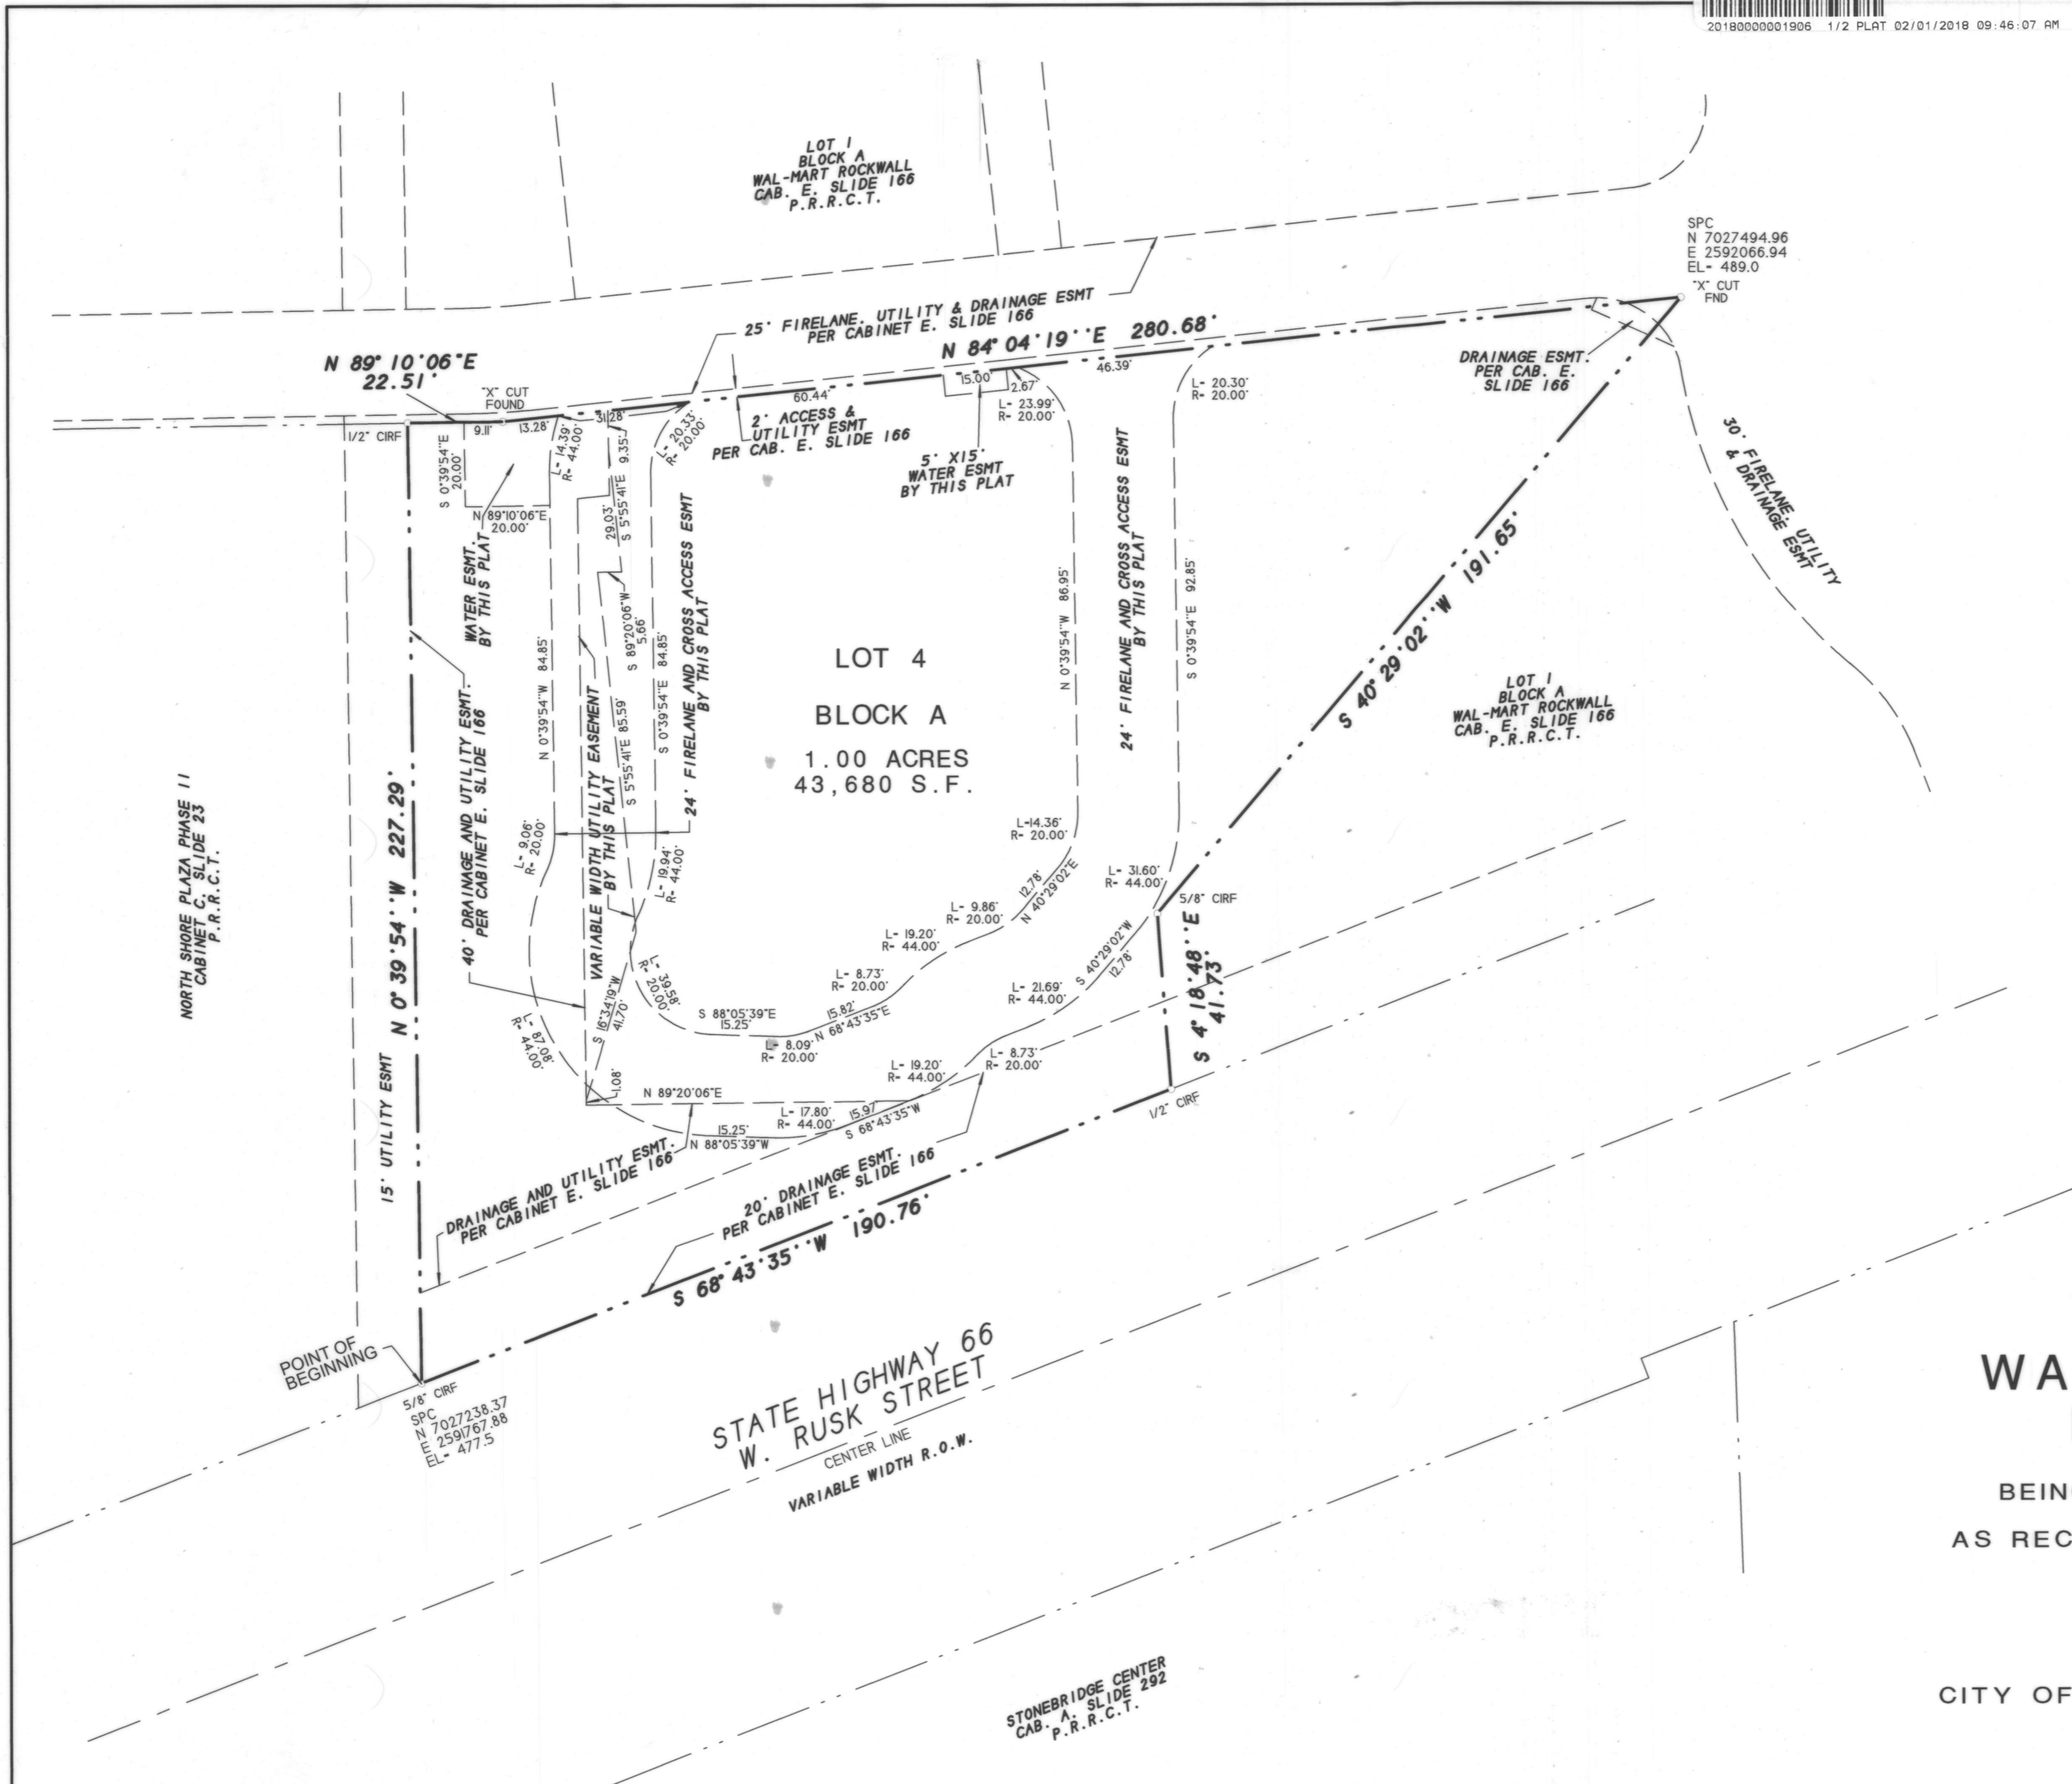 20180000001906 1/2 PLAT 02/01/2018 09:46:07 AM
LOT 1
BLOCK A
WAL-MART ROCKWALL
CAB. E. SLIDE 166
P.R.R.C.T.
SPC
N 7027494.96
E 2592066.94
EL- 489.0
"X" CUT
FND
25' FIRELANE. UTILITY & DRAINAGE ESMT
PER CABINET E. SLIDE 166
N 84° 04' 19''E 280.68'
N 89° 10'06"E
22.51'
"X" CUT
FOUND
DRAINAGE ESMT.
PER CAB. E.
SLIDE 166
1/2" CIRF
9.11'
13.28'
31.28'
60.44'
15.00'
2.67'
46.39'
L- 14.39'
R- 44.00'
L- 20.33'
R- 20.00'
2' ACCESS &
UTILITY ESMT
PER CAB. E. SLIDE 166
L- 23.99'
R- 20.00'
L- 20.30'
R- 20.00'
5' X15'
WATER ESMT
BY THIS PLAT
S 0°39'54"E
20.00'
N 89°10'06"E
20.00'
9.35'
S 5°55'41"E
29.03'
30' FIRELANE, UTILITY
& DRAINAGE ESMT
WATER ESMT.
BY THIS PLAT
40' DRAINAGE AND UTILITY ESMT.
PER CABINET E. SLIDE 166
N 0°39'54"W 84.85'
VARIABLE WIDTH UTILITY EASEMENT
BY THIS PLAT
S 89°20'06"W
5.66'
S 5°55'41"E 85.59'
S 0°39'54"E 84.85'
24' FIRELANE AND CROSS ACCESS ESMT
BY THIS PLAT
LOT 4
BLOCK A
1.00 ACRES
43,680 S.F.
N 0°39'54"W 86.95'
24' FIRELANE AND CROSS ACCESS ESMT
BY THIS PLAT
S 0°39'54"E 92.85'
S 40° 29'02''W 191.65'
LOT 1
BLOCK A
WAL-MART ROCKWALL
CAB. E. SLIDE 166
P.R.R.C.T.
NORTH SHORE PLAZA PHASE II
CABINET C, SLIDE 23
P.R.R.C.T.
15' UTILITY ESMT
N 0° 39'54''W 227.29'
L- 9.06'
R- 20.00'
L- 19.94'
R- 44.00'
L-14.36'
R- 20.00'
12.78'
N 40°29'02"E
L- 9.86'
R- 20.00'
L- 31.60'
R- 44.00'
5/8" CIRF
L- 19.20'
R- 44.00'
L- 8.73'
R- 20.00'
S 40°29'02"W
12.78'
S 4° 18'48''E
41.73'
L- 39.58'
R- 20.00'
S 16°34'19"W
41.70'
L- 87.08'
R- 44.00'
S 88°05'39"E
15.25'
15.82'
N 68°43'35"E
L- 8.09'
R- 20.00'
L- 21.69'
R- 44.00'
L- 8.73'
R- 20.00'
L- 19.20'
R- 44.00'
1.08'
N 89°20'06"E
L- 17.80'
R- 44.00'
15.97'
S 68°43'35"W
15.25'
N 88°05'39"W
1/2" CIRF
DRAINAGE AND UTILITY ESMT.
PER CABINET E. SLIDE 166
20' DRAINAGE ESMT.
PER CABINET E. SLIDE 166
S 68° 43'35''W 190.76'
POINT OF
BEGINNING
5/8" CIRF
SPC
N 7027238.37
E 2591767.88
EL- 477.5
STATE HIGHWAY 66
W. RUSK STREET
CENTER LINE
VARIABLE WIDTH R.O.W.
STONEBRIDGE CENTER
CAB. A. SLIDE 292
P.R.R.C.T.
WA
BEIN
AS REC
CITY OF